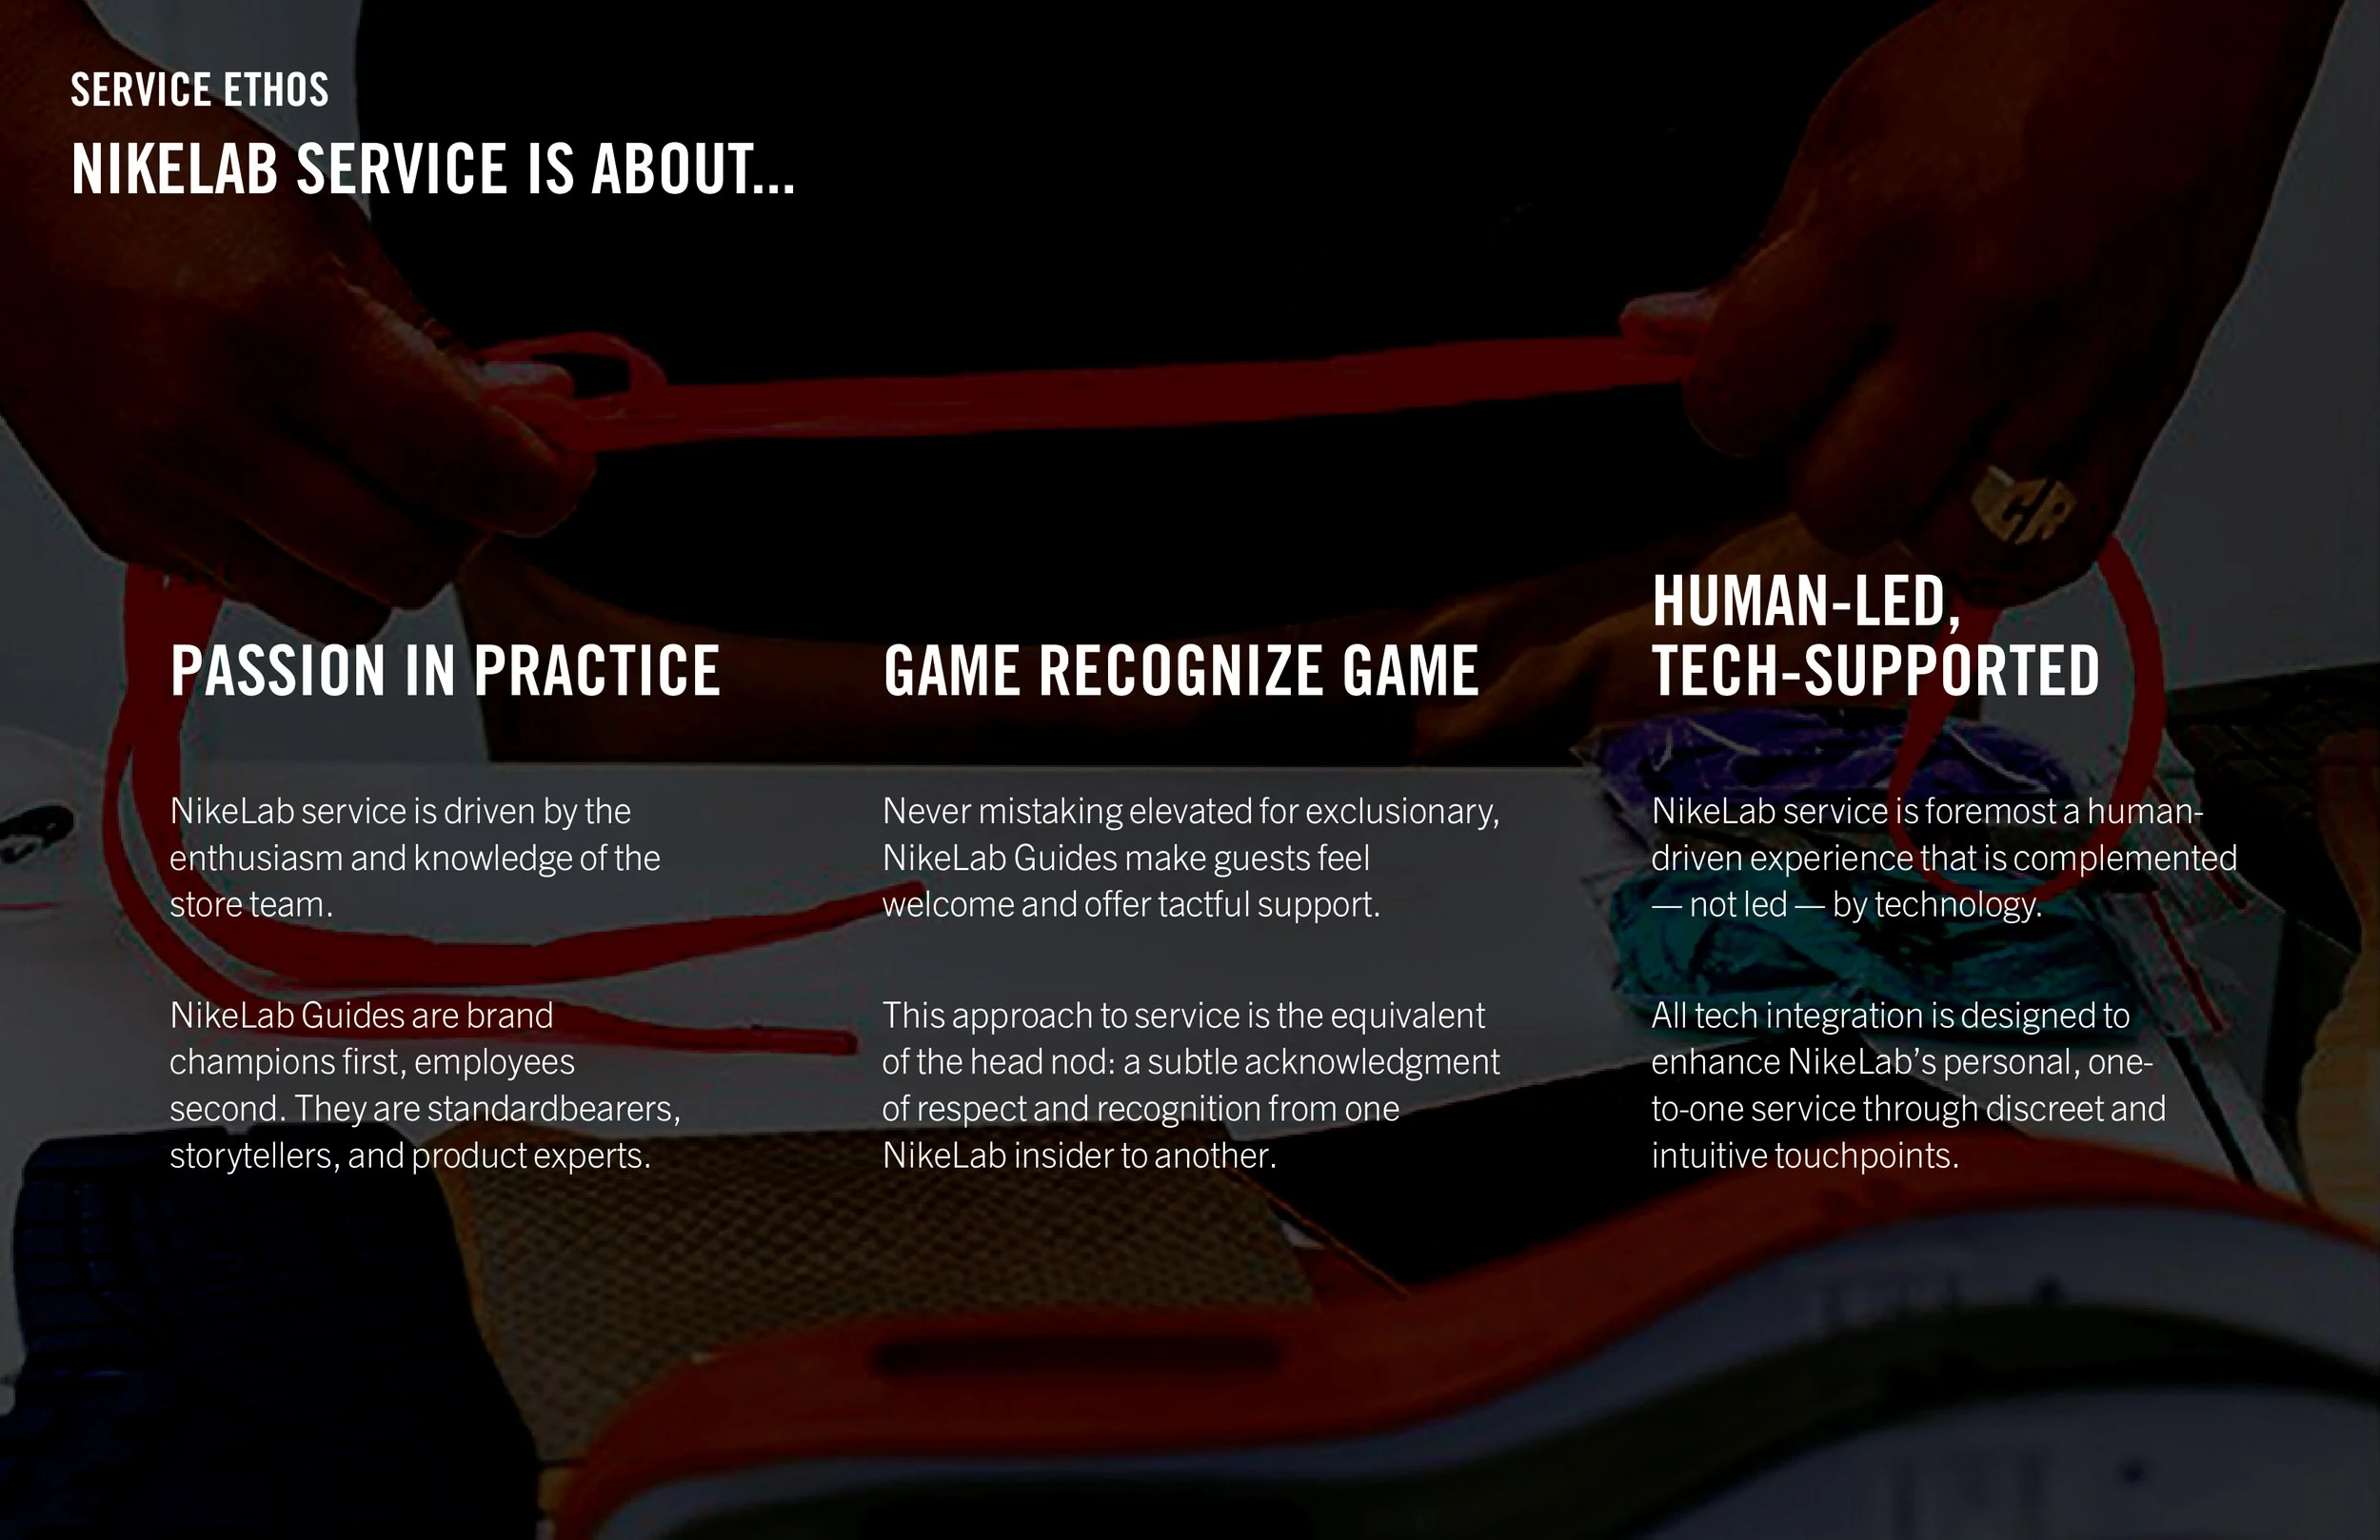 SERVICE ETHOS
NIKELAB SERVICE IS ABOUT...
PASSION IN PRACTICE
NikeLab service is driven by the
enthusiasm and knowledge of the
store team.
NikeLab Guides are brand
champions first, employees
second. They are standardbearers,
storytellers, and product experts.
GAME RECOGNIZE GAME
Never mistaking elevated for exclusionary,
NikeLab Guides make guests feel
welcome and offer tactful support.
This approach to service is the equivalent
of the head nod: a subtle acknowledgment
of respect and recognition from one
NikeLab insider to another.
HUMAN-LED,
TECH-SUPPORTED
NikeLab service is foremost a human-
driven experience that is complemented
— not led — by technology.
All tech integration is designed to
enhance NikeLab’s personal, one-
to-one service through discreet and
intuitive touchpoints.
CR